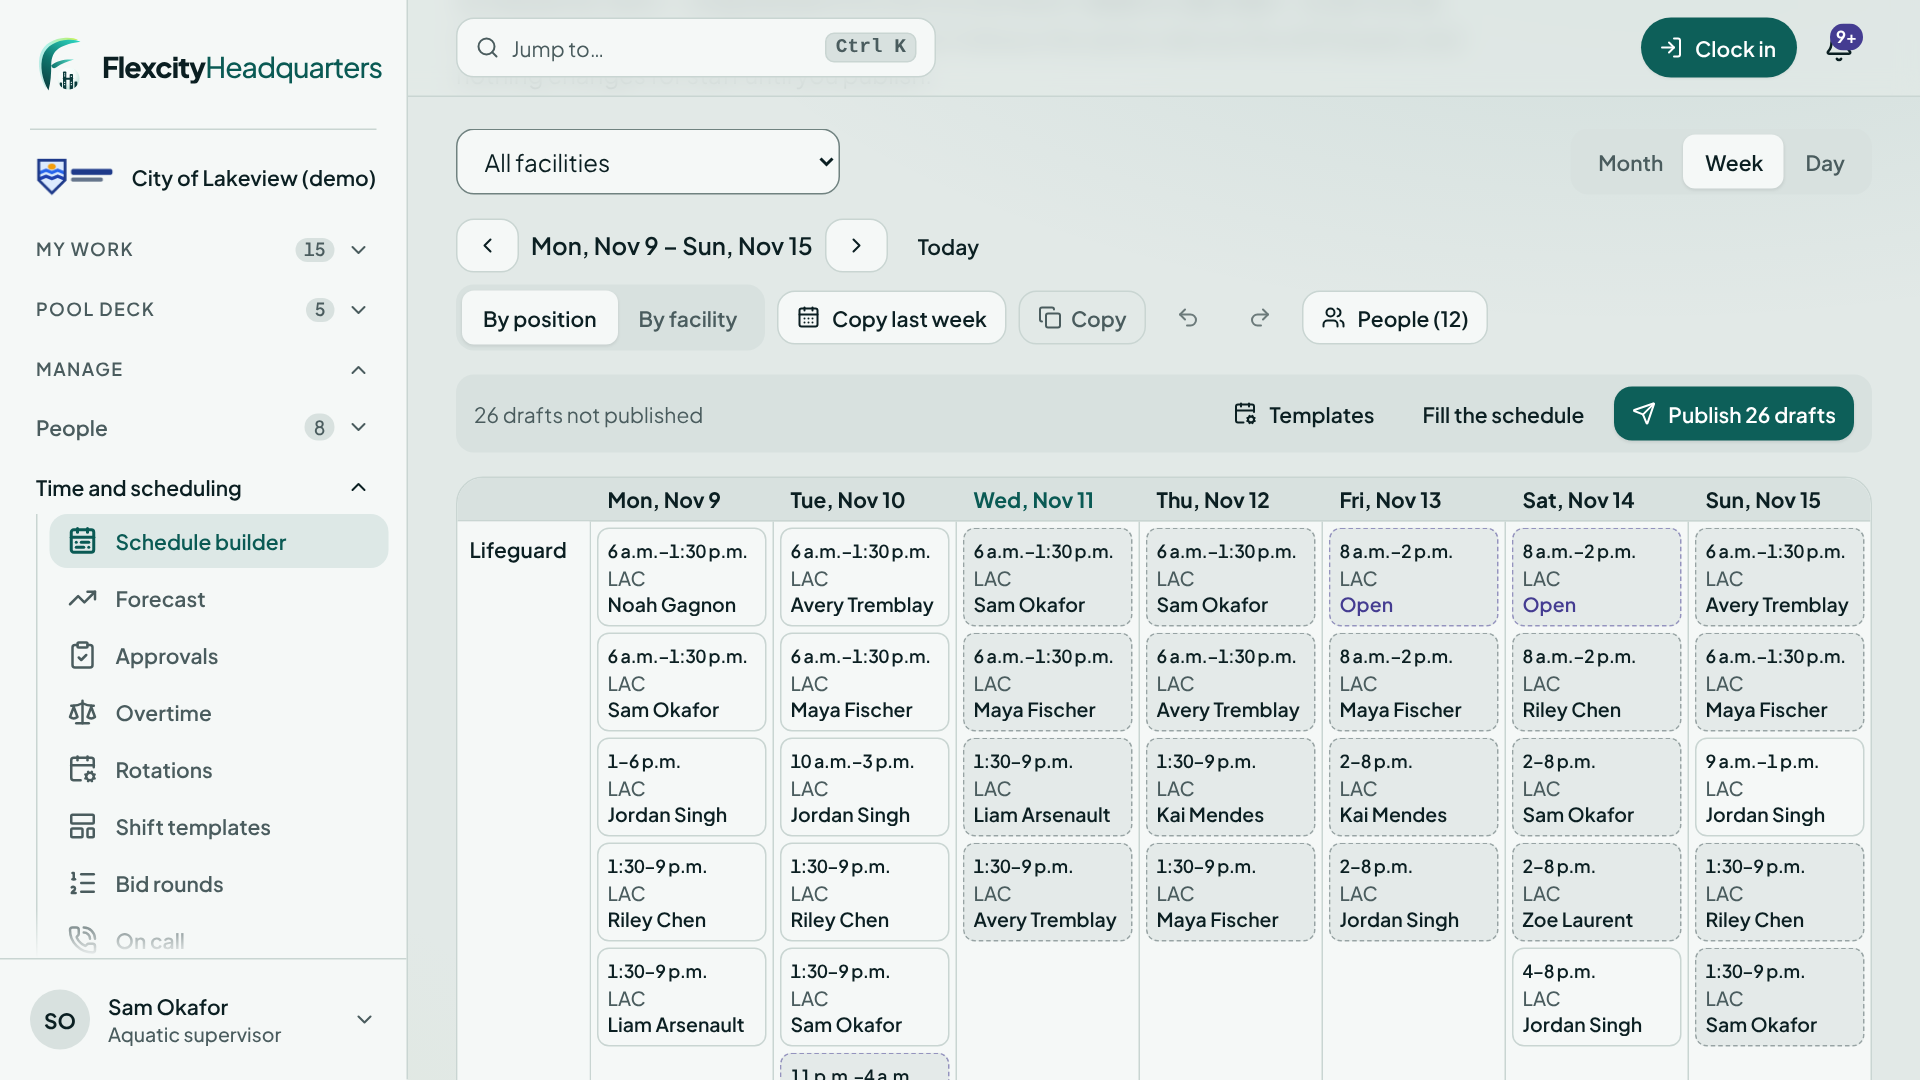 FlexcityHeadquarters
City of Lakeview (demo)
MY WORK 15
POOL DECK 5
MANAGE
People 8
Time and scheduling
Schedule builder
Forecast
Approvals
Overtime
Rotations
Shift templates
Bid rounds
On call
SO
Sam Okafor
Aquatic supervisor
Jump to... Ctrl K
Clock in
9+
All facilities
Month Week Day
Mon, Nov 9 – Sun, Nov 15
Today
By position By facility
Copy last week
Copy
People (12)
26 drafts not published
Templates
Fill the schedule
Publish 26 drafts
Mon, Nov 9 Tue, Nov 10 Wed, Nov 11 Thu, Nov 12 Fri, Nov 13 Sat, Nov 14 Sun, Nov 15
Lifeguard
6 a.m.–1:30 p.m. 6 a.m.–1:30 p.m. 6 a.m.–1:30 p.m. 6 a.m.–1:30 p.m. 8 a.m.–2 p.m. 8 a.m.–2 p.m. 6 a.m.–1:30 p.m.
LAC LAC LAC LAC LAC LAC LAC
Noah Gagnon Avery Tremblay Sam Okafor Sam Okafor Open Open Avery Tremblay
6 a.m.–1:30 p.m. 6 a.m.–1:30 p.m. 6 a.m.–1:30 p.m. 6 a.m.–1:30 p.m. 8 a.m.–2 p.m. 8 a.m.–2 p.m. 6 a.m.–1:30 p.m.
LAC LAC LAC LAC LAC LAC LAC
Sam Okafor Maya Fischer Maya Fischer Avery Tremblay Maya Fischer Riley Chen Maya Fischer
1–6 p.m. 10 a.m.–3 p.m. 1:30–9 p.m. 1:30–9 p.m. 2–8 p.m. 2–8 p.m. 9 a.m.–1 p.m.
LAC LAC LAC LAC LAC LAC LAC
Jordan Singh Jordan Singh Liam Arsenault Kai Mendes Kai Mendes Sam Okafor Jordan Singh
1:30–9 p.m. 1:30–9 p.m. 1:30–9 p.m. 1:30–9 p.m. 2–8 p.m. 2–8 p.m. 1:30–9 p.m.
LAC LAC LAC LAC LAC LAC LAC
Riley Chen Riley Chen Avery Tremblay Maya Fischer Jordan Singh Zoe Laurent Riley Chen
1:30–9 p.m. 1:30–9 p.m. 4–8 p.m. 1:30–9 p.m.
LAC LAC LAC LAC
Liam Arsenault Sam Okafor Jordan Singh Sam Okafor
11 p.m.–4 a.m.